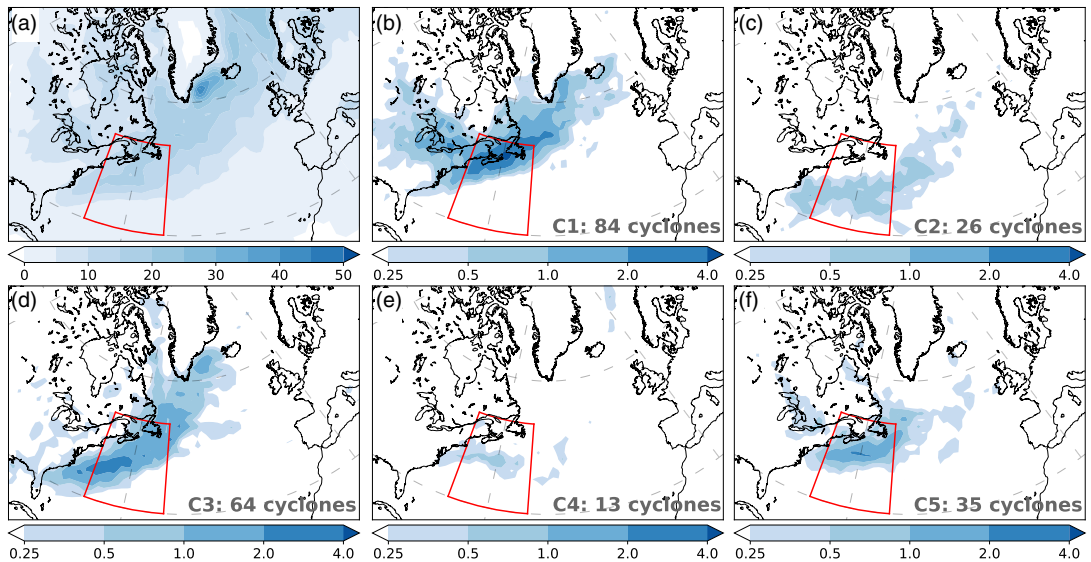 (a)
(b)
(c)
C1: 84 cyclones
C2: 26 cyclones
0 10 20 30 40 50
0.25 0.5 1.0 2.0 4.0
0.25 0.5 1.0 2.0 4.0
(d)
(e)
(f)
C3: 64 cyclones
C4: 13 cyclones
C5: 35 cyclones
0.25 0.5 1.0 2.0 4.0
0.25 0.5 1.0 2.0 4.0
0.25 0.5 1.0 2.0 4.0